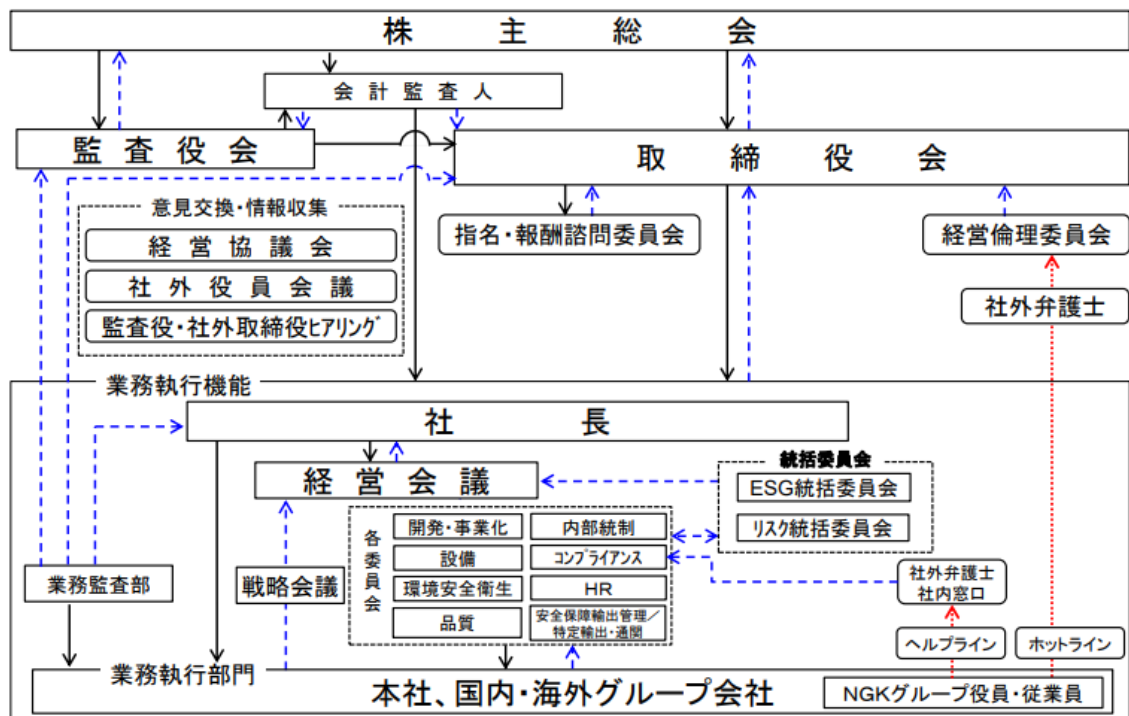 株主総会
会計監査人
監査役会
取締役会
意見交換・情報収集
経営協議会
社外役員会議
監査役・社外取締役ﾋｱﾘﾝｸﾞ
指名・報酬諮問委員会
経営倫理委員会
社外弁護士
業務執行機能
社長
経営会議
統括委員会
ESG統括委員会
ﾘｽｸ統括委員会
各委員会
開発・事業化
内部統制
設備
ｺﾝﾌﾟﾗｲｱﾝｽ
環境安全衛生
HR
品質
安全保障輸出管理／
特定輸出・通関
業務監査部
戦略会議
社外弁護士
社内窓口
ヘルプライン
ホットライン
業務執行部門
本社、国内・海外グループ会社
NGKグループ役員・従業員